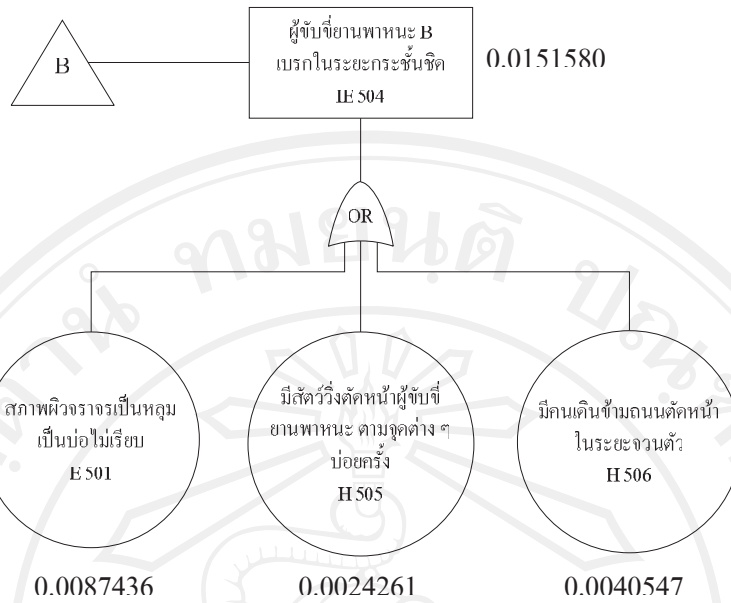 ผู้ขับขี่ยานพาหนะ B
เบรกในระยะกระชั้นชิด
IE 504
0.0151580
B
OR
สภาพผิวจราจรเป็นหลุม
เป็นบ่อไม่เรียบ
E 501
มีสัตว์วิ่งตัดหน้าผู้ขับขี่
ยานพาหนะ ตามจุดต่าง ๆ
บ่อยครั้ง
H 505
มีคนเดินข้ามถนนตัดหน้า
ในระยะจวนตัว
H 506
0.0087436
0.0024261
0.0040547